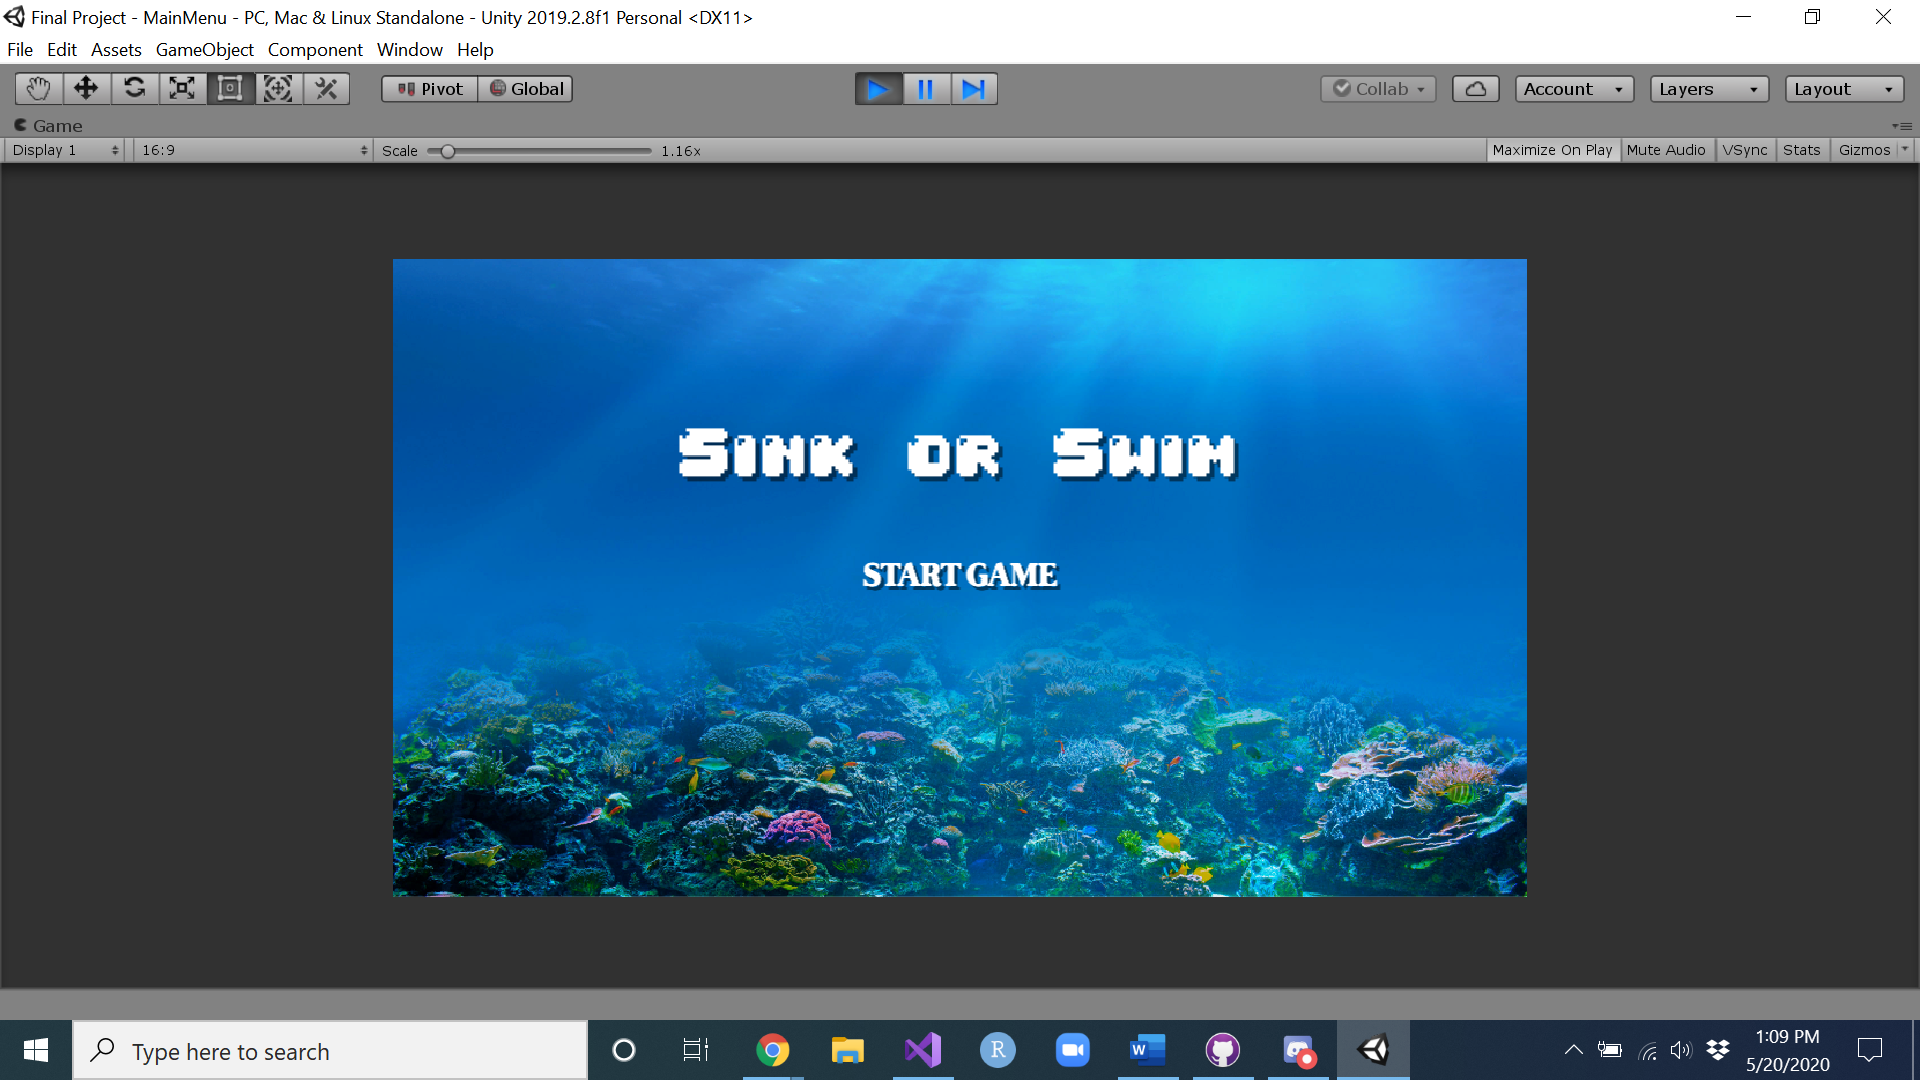 Final Project - MainMenu - PC, Mac & Linux Standalone - Unity 2019.2.8f1 Personal <DX11>
File Edit Assets GameObject Component Window Help
Pivot Global Collab Account Layers Layout
Game
Display 1 16:9 Scale 1.16x Maximize On Play Mute Audio VSync Stats Gizmos
Sink or Swim
START GAME
Type here to search
R
W
1:09 PM
5/20/2020